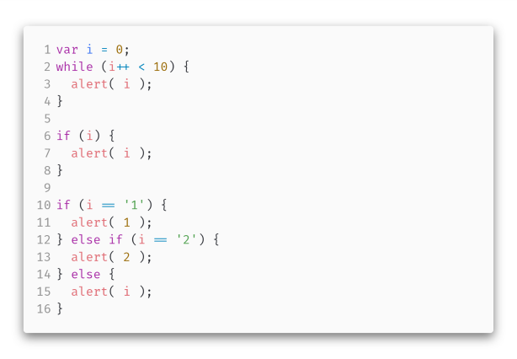 1 var i = 0;
2 while (i++ < 10) {
3   alert( i );
4 }
5
6 if (i) {
7   alert( i );
8 }
9
10 if (i == '1') {
11   alert( 1 );
12 } else if (i == '2') {
13   alert( 2 );
14 } else {
15   alert( i );
16 }